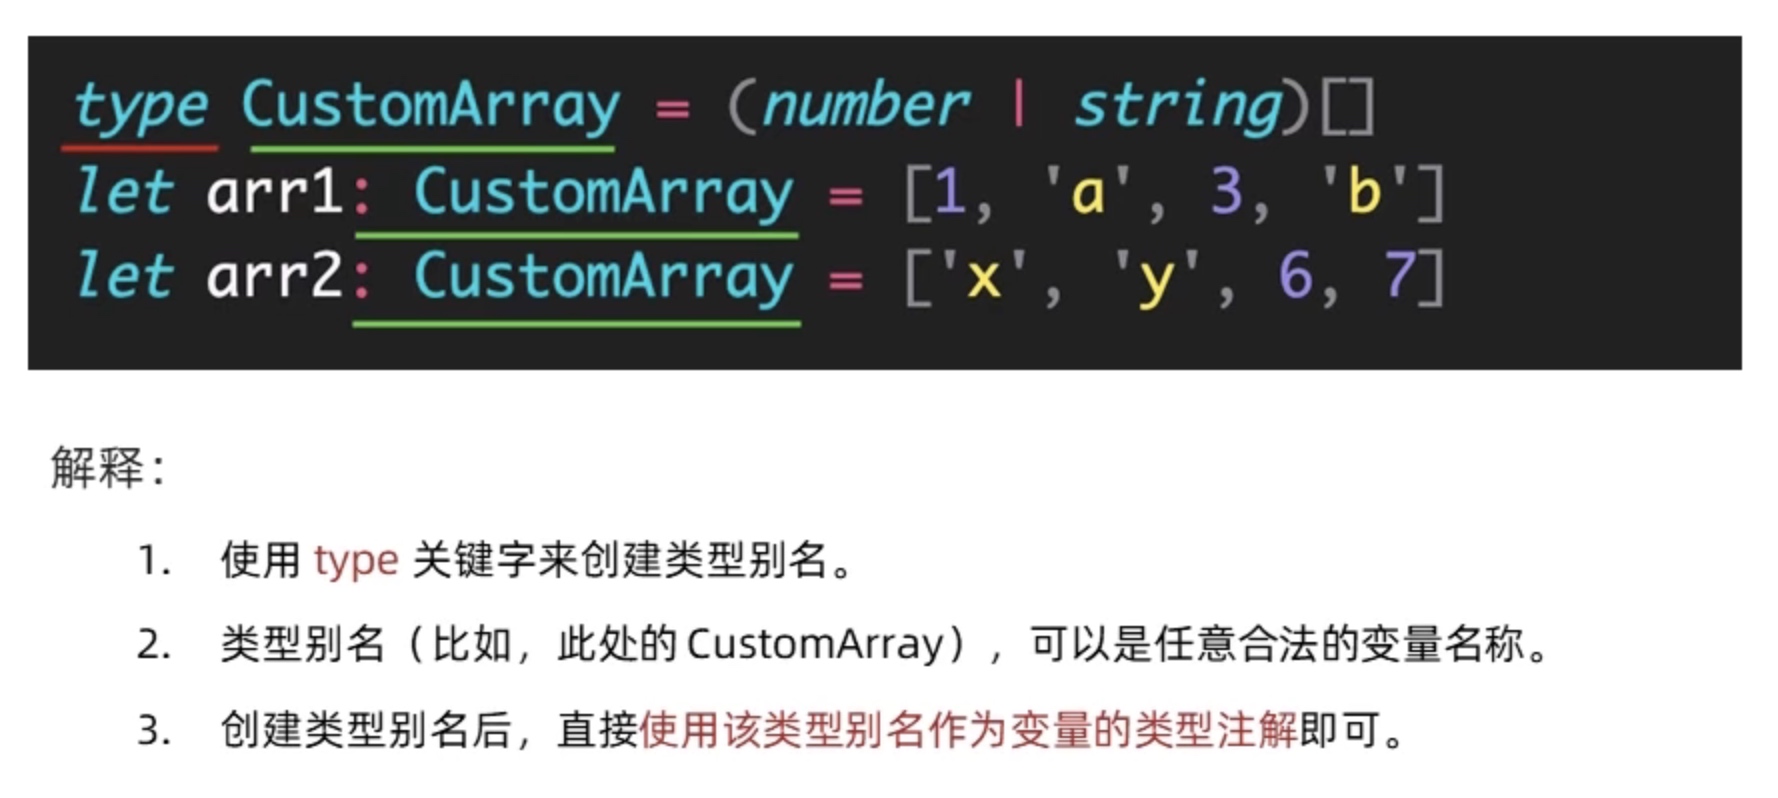 type CustomArray = (number | string)[]
let arr1: CustomArray = [1, 'a', 3, 'b']
let arr2: CustomArray = ['x', 'y', 6, 7]
解释：
1. 使用 type 关键字来创建类型别名。
2. 类型别名（比如，此处的 CustomArray），可以是任意合法的变量名称。
3. 创建类型别名后，直接使用该类型别名作为变量的类型注解即可。